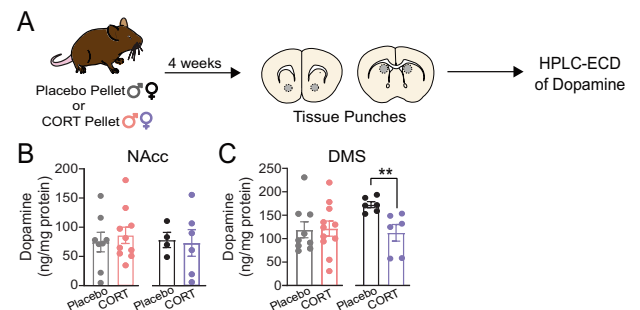 A
4 weeks
Placebo Pellet ♂♀
or
CORT Pellet ♂♀
Tissue Punches
HPLC-ECD
of Dopamine
B
NAcc
Dopamine
(ng/mg protein)
200
150
100
50
0
Placebo
CORT
Placebo
CORT
C
DMS
Dopamine
(ng/mg protein)
250
200
150
100
50
0
**
Placebo
CORT
Placebo
CORT